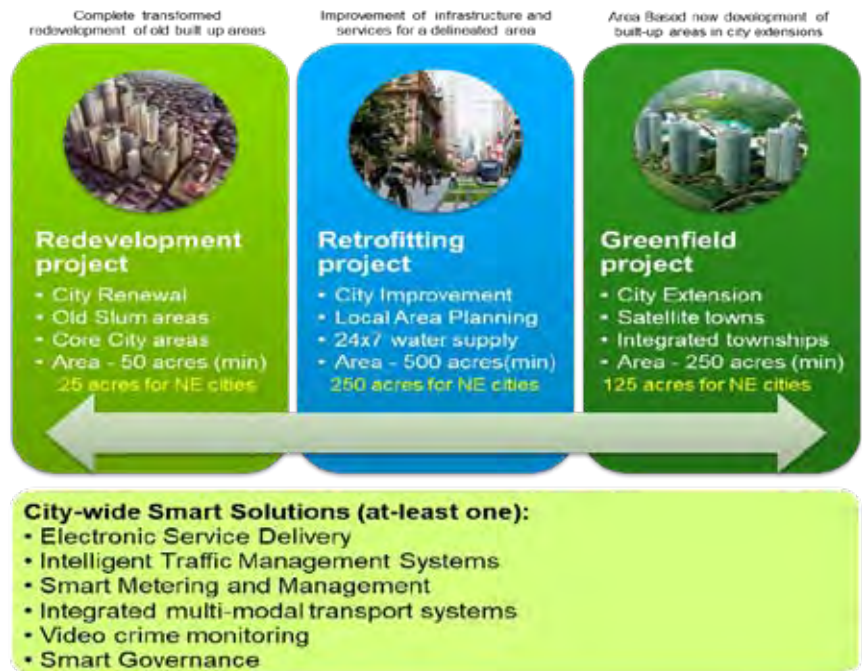 Complete transformed
redevelopment of old built up areas
Improvement of infrastructure and
services for a delineated area
Area Based new development of
built-up areas in city extensions
Redevelopment
project
• City Renewal
• Old Slum areas
• Core City areas
• Area - 50 acres (min)
25 acres for NE cities
Retrofitting
project
• City Improvement
• Local Area Planning
• 24x7 water supply
• Area - 500 acres(min)
250 acres for NE cities
Greenfield
project
• City Extension
• Satellite towns
• Integrated townships
• Area - 250 acres (min)
125 acres for NE cities
City-wide Smart Solutions (at-least one):
• Electronic Service Delivery
• Intelligent Traffic Management Systems
• Smart Metering and Management
• Integrated multi-modal transport systems
• Video crime monitoring
• Smart Governance